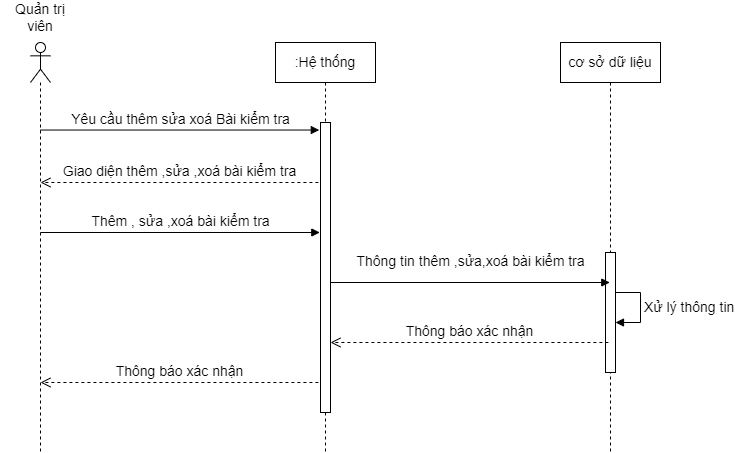 Quản trị
viên
:Hệ thống
cơ sở dữ liệu
Yêu cầu thêm sửa xoá Bài kiểm tra
Giao diện thêm ,sửa ,xoá bài kiểm tra
Thêm , sửa ,xoá bài kiểm tra
Thông tin thêm ,sửa,xoá bài kiểm tra
Xử lý thông tin
Thông báo xác nhận
Thông báo xác nhận